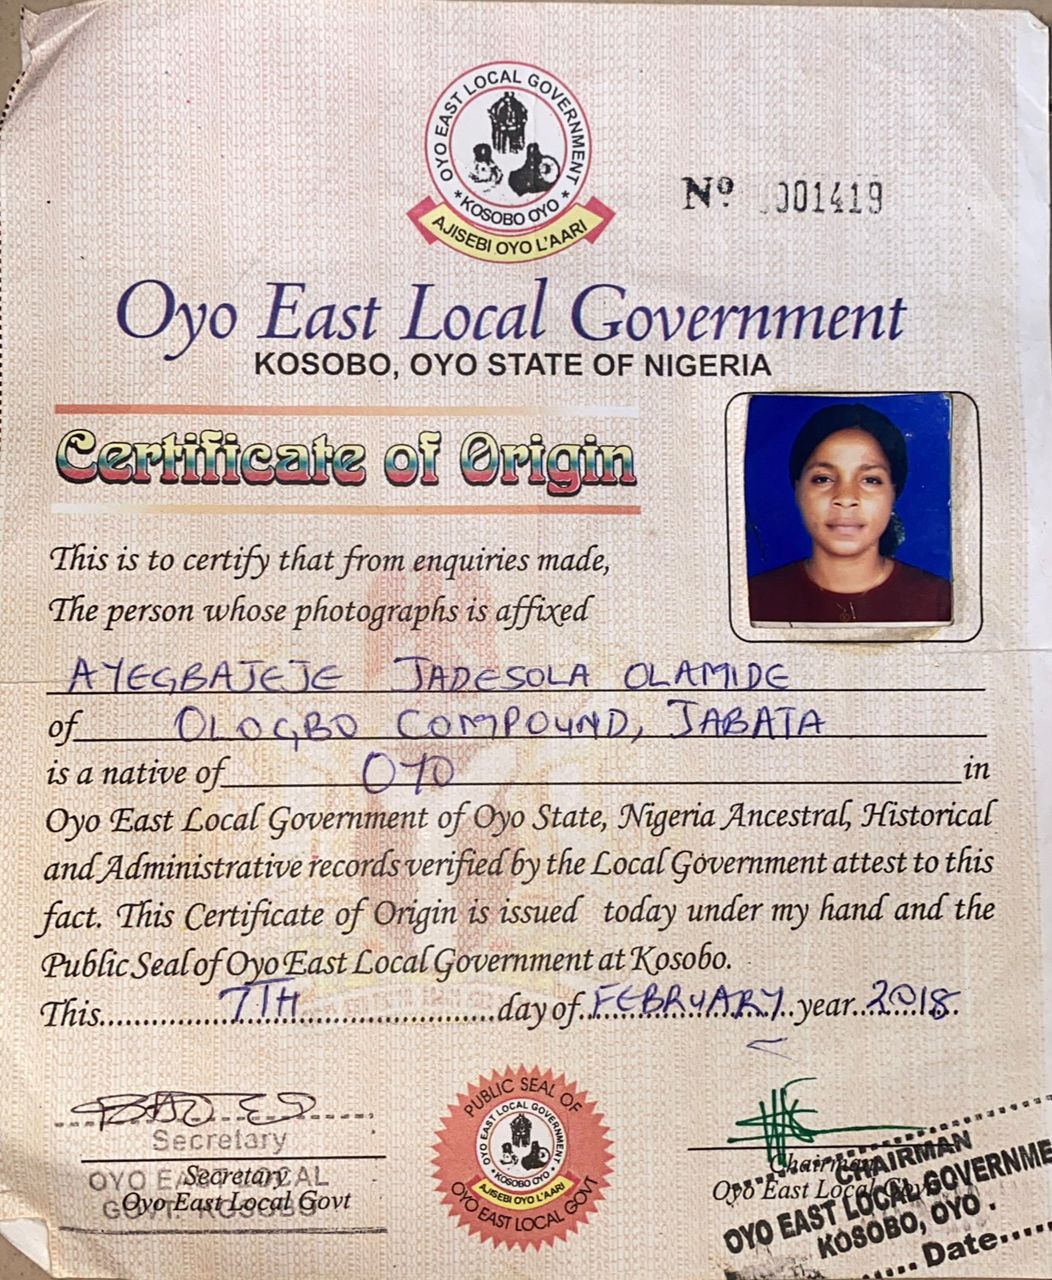 OYO EAST LOCAL GOVERNMENT
* KOSOBO OYO *
AJISEBI OYO L'AARI
Nº 001419
Oyo East Local Government
KOSOBO, OYO STATE OF NIGERIA
Certificate of Origin
This is to certify that from enquiries made,
The person whose photographs is affixed
AYEGBAJEJE JADESOLA OLAMIDE
of OLOGBO COMPOUND, JABATA
is a native of OYO in
Oyo East Local Government of Oyo State, Nigeria Ancestral, Historical
and Administrative records verified by the Local Government attest to this
fact. This Certificate of Origin is issued today under my hand and the
Public Seal of Oyo East Local Government at Kosobo.
This 7TH day of FEBRUARY year 2018.
Secretary
OYO EAST LOCAL
GOVT. KOSOBO
Secretary
Oyo East Local Govt
PUBLIC SEAL OF
OYO EAST LOCAL GOVERNMENT
* KOSOBO OYO *
AJISEBI OYO L'AARI
OYO EAST LOCAL GOVT
Chairman
Oyo East Local
CHAIRMAN
OYO EAST LOCAL GOVERNME
KOSOBO, OYO.
Date